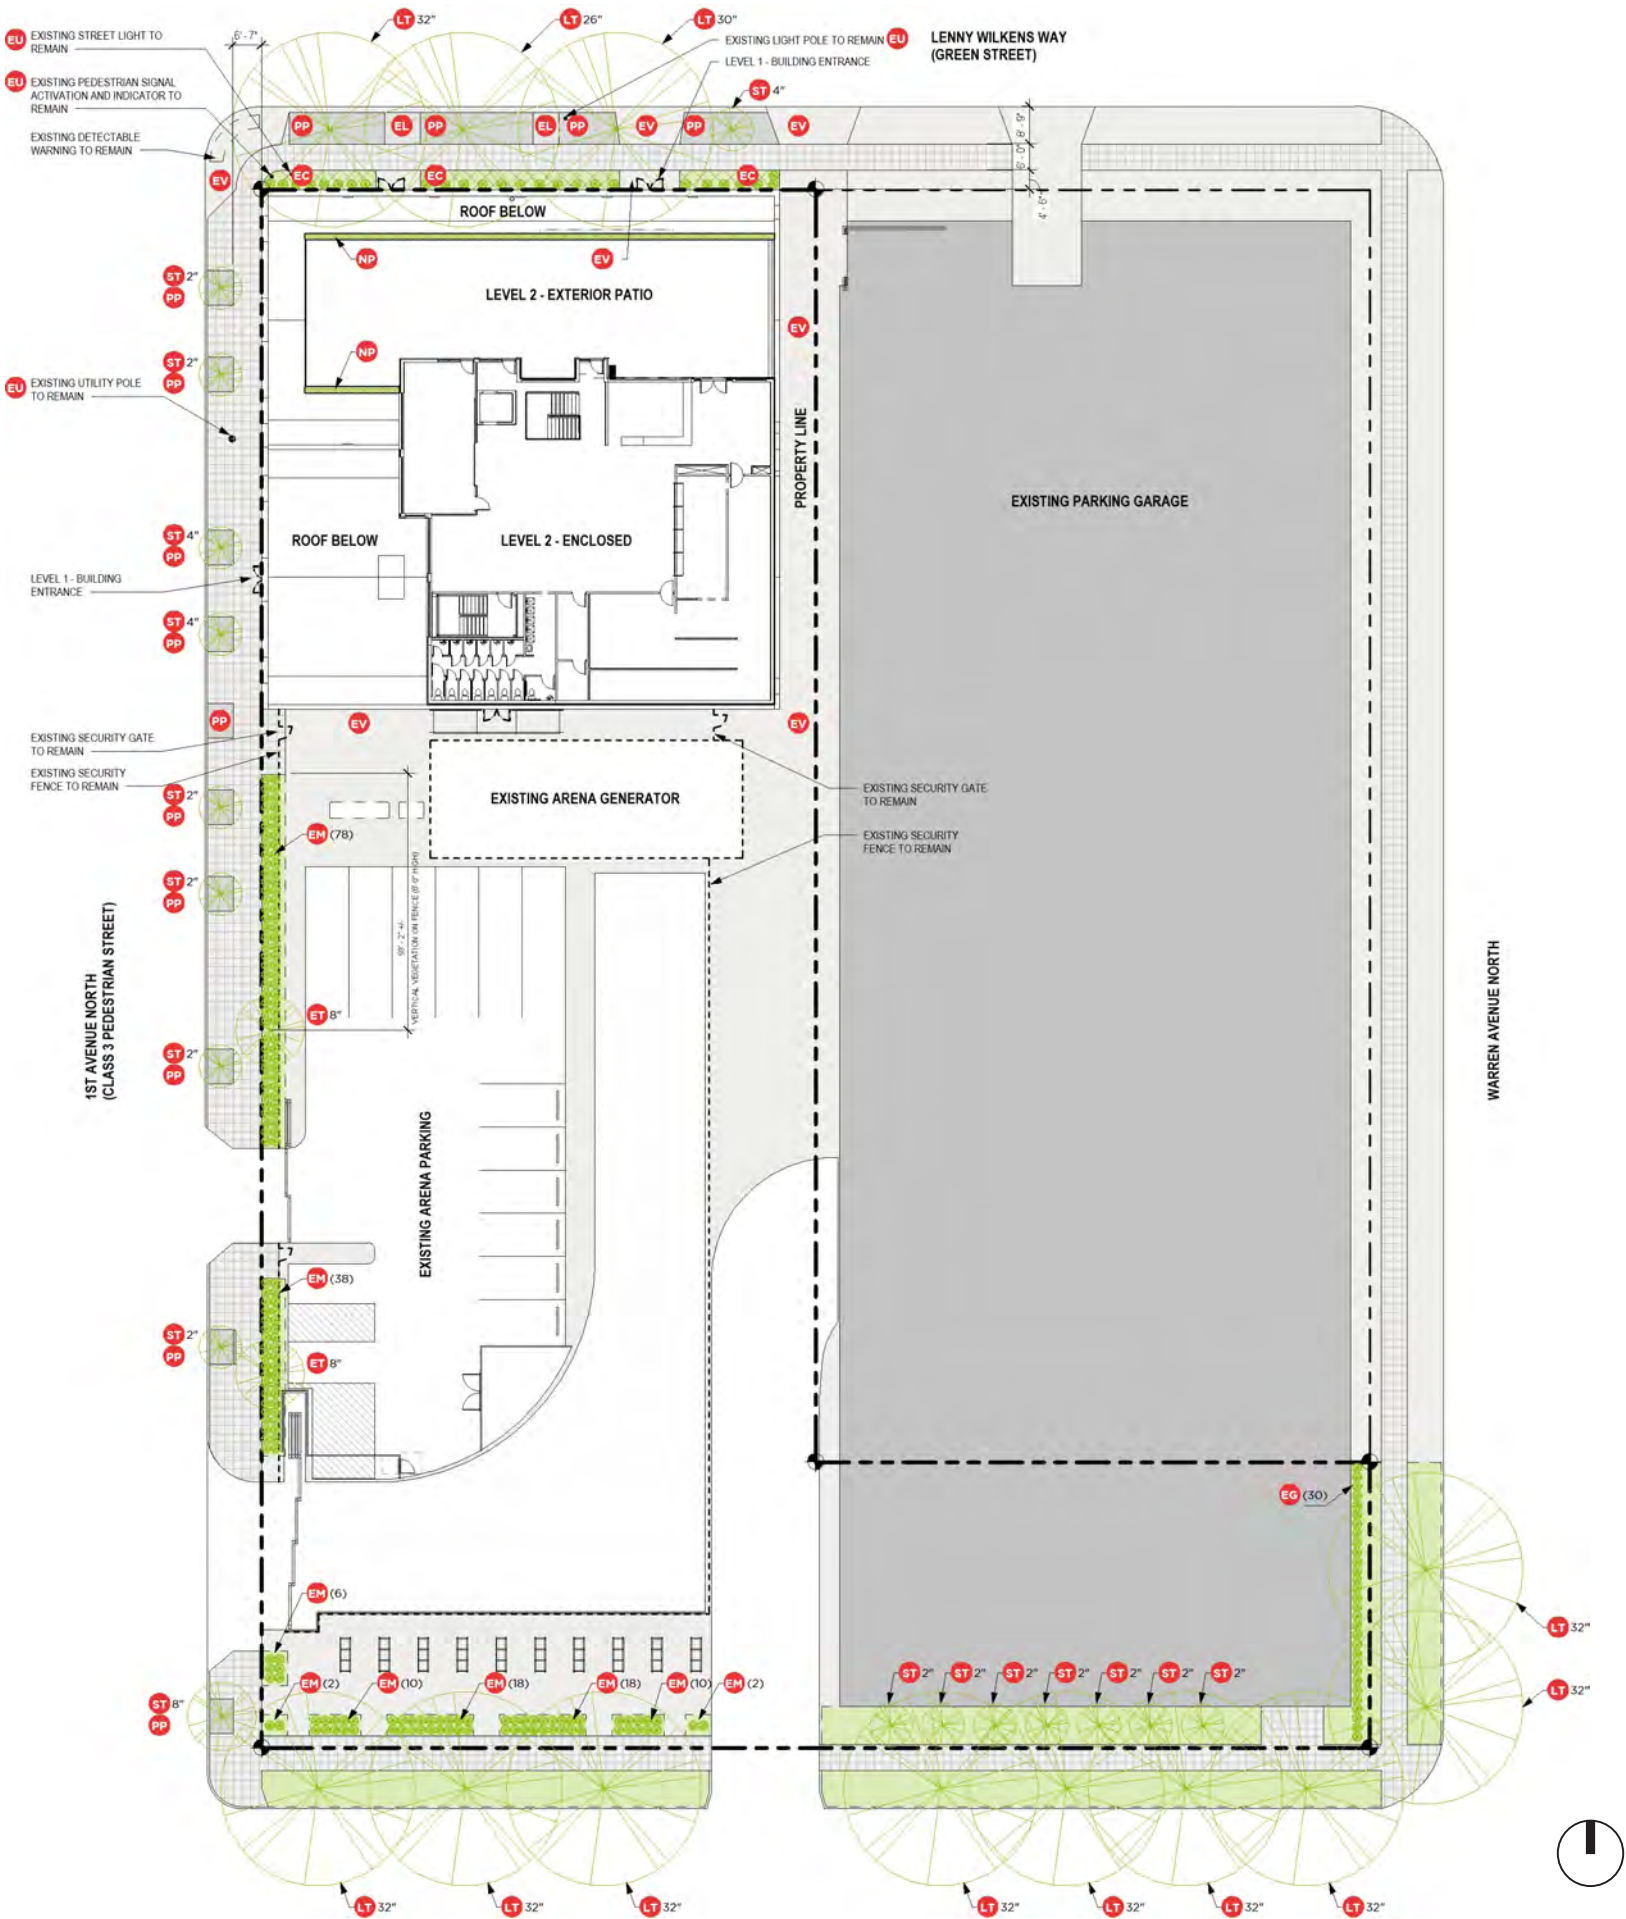 LT 32"
LT 26"
LT 30"
EU EXISTING STREET LIGHT TO
REMAIN
6' - 7"
EXISTING LIGHT POLE TO REMAIN EU
LENNY WILKENS WAY
(GREEN STREET)
LEVEL 1 - BUILDING ENTRANCE
EU EXISTING PEDESTRIAN SIGNAL
ACTIVATION AND INDICATOR TO
REMAIN
ST 4"
EXISTING DETECTABLE
WARNING TO REMAIN
PP EL PP EL PP EV PP EV
EV EC EC EC
4' - 6"
ROOF BELOW
NP
EV
ST 2"
PP
LEVEL 2 - EXTERIOR PATIO
EV
NP
ST 2"
PP
EU EXISTING UTILITY POLE
TO REMAIN
PROPERTY LINE
EXISTING PARKING GARAGE
ST 4"
PP
ROOF BELOW
LEVEL 2 - ENCLOSED
LEVEL 1 - BUILDING
ENTRANCE
ST 4"
PP
PP
EV
EV
EXISTING SECURITY GATE
TO REMAIN
EXISTING SECURITY
FENCE TO REMAIN
EXISTING ARENA GENERATOR
EXISTING SECURITY GATE
TO REMAIN
ST 2"
PP
EM (78)
EXISTING SECURITY
FENCE TO REMAIN
ST 2"
PP
VERTICAL VEGETATION ON FENCE
1ST AVENUE NORTH
(CLASS 3 PEDESTRIAN STREET)
WARREN AVENUE NORTH
ET 8"
ST 2"
PP
EXISTING ARENA PARKING
EM (38)
ST 2"
PP
ET 8"
EG (30)
EM (6)
LT 32"
ST 2" ST 2" ST 2" ST 2" ST 2" ST 2" ST 2"
EM (2) EM (10) EM (18) EM (18) EM (10) EM (2)
LT 32"
ST 8"
PP
LT 32" LT 32" LT 32" LT 32" LT 32" LT 32" LT 32"